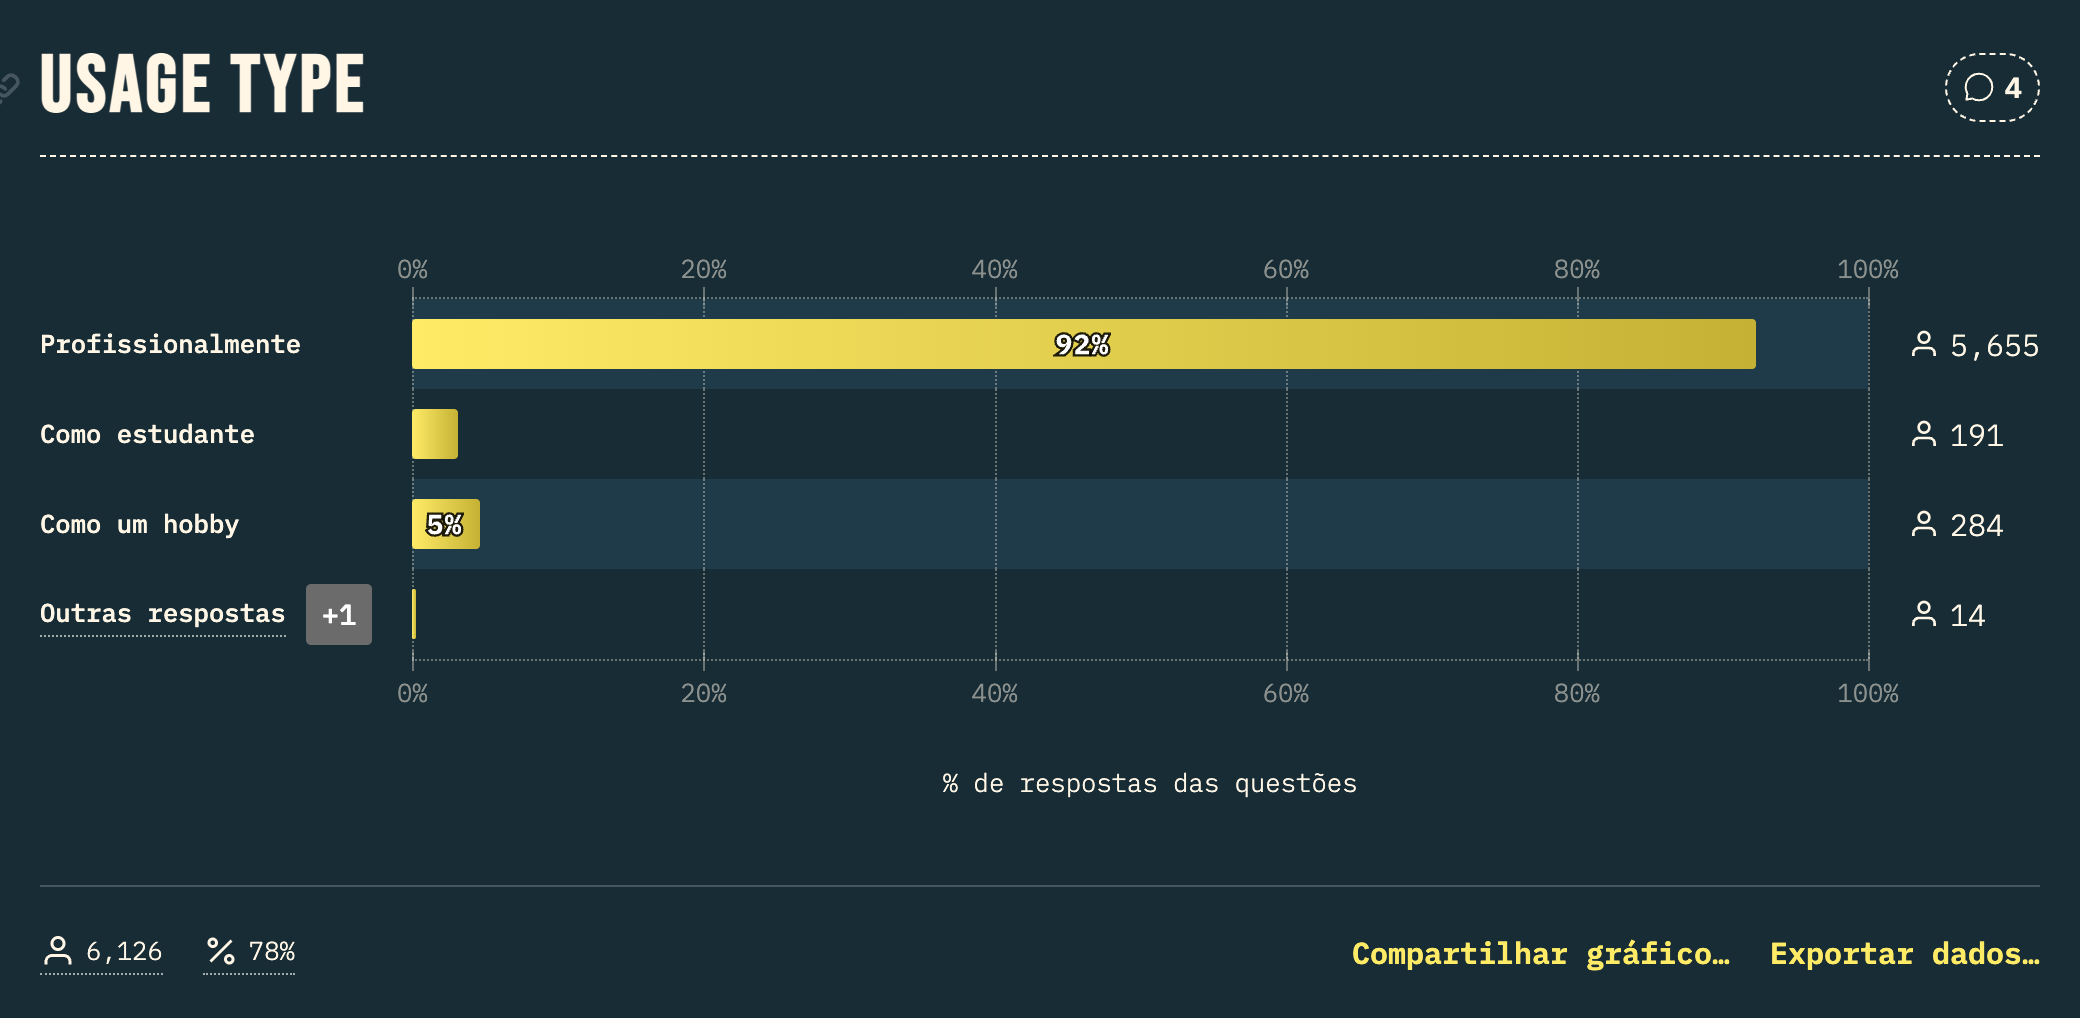 USAGE TYPE
4
0% 20% 40% 60% 80% 100%
Profissionalmente 92% 5,655
Como estudante 191
Como um hobby 5% 284
Outras respostas +1 14
0% 20% 40% 60% 80% 100%
% de respostas das questões
6,126 78% Compartilhar gráfico… Exportar dados…